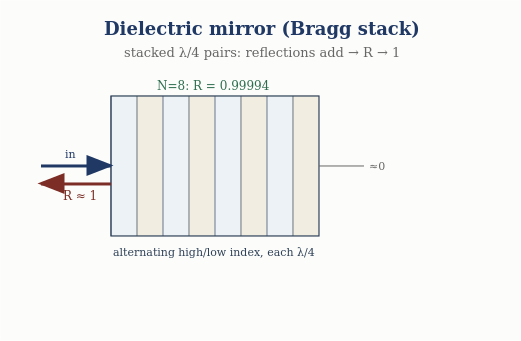 Dielectric mirror (Bragg stack)
stacked λ/4 pairs: reflections add → R → 1
N=8: R = 0.99994
in
≈0
R ≈ 1
alternating high/low index, each λ/4